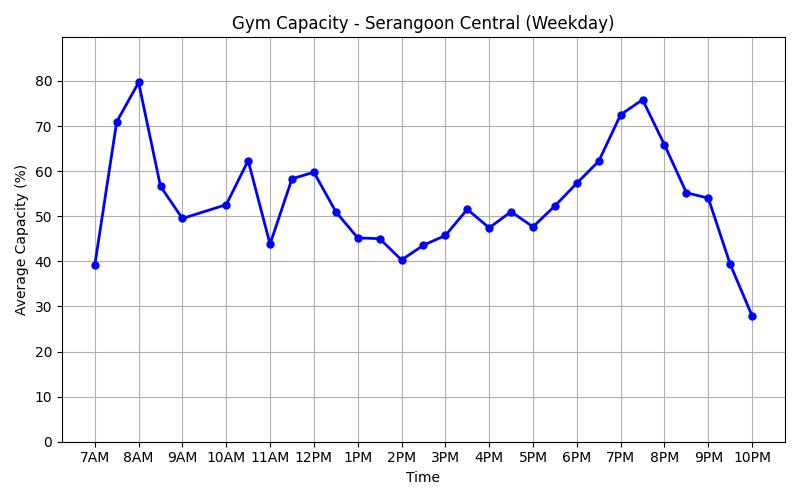 Gym Capacity - Serangoon Central (Weekday)
Average Capacity (%)
80
70
60
50
40
30
20
10
0
7AM 8AM 9AM 10AM 11AM 12PM 1PM 2PM 3PM 4PM 5PM 6PM 7PM 8PM 9PM 10PM
Time